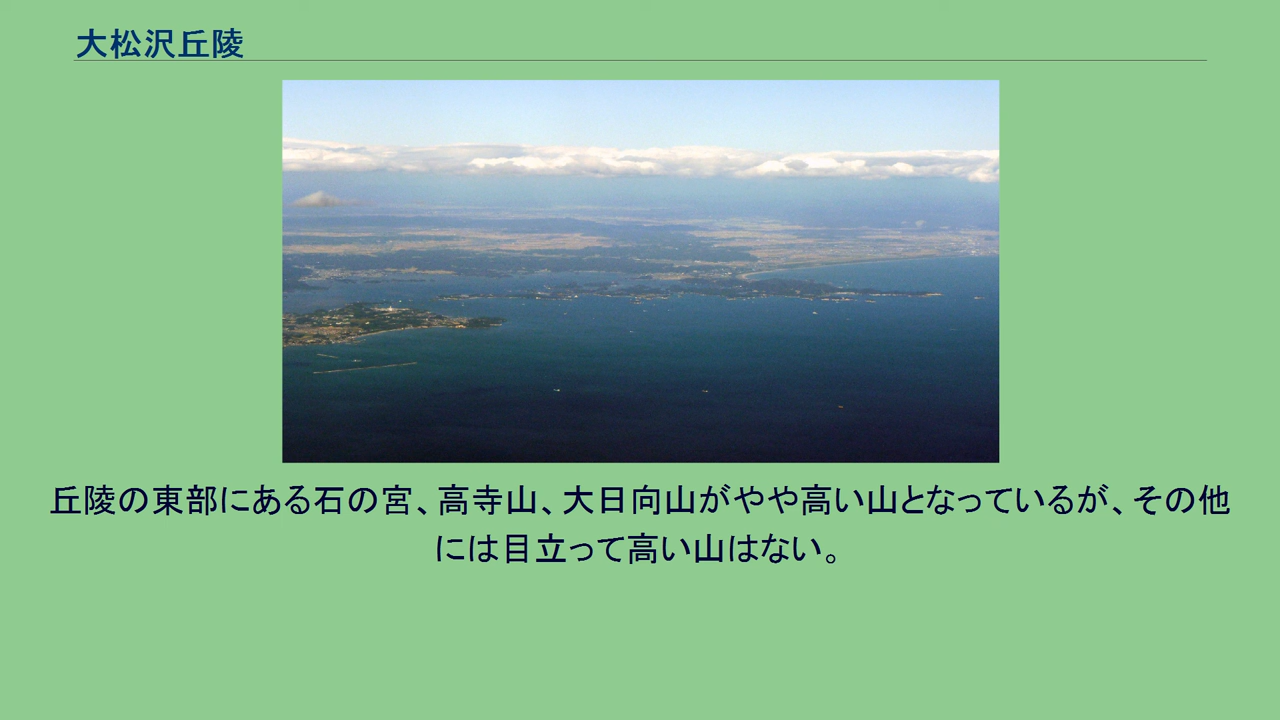 大松沢丘陵
丘陵の東部にある石の宮、高寺山、大日向山がやや高い山となっているが、その他
には目立って高い山はない。